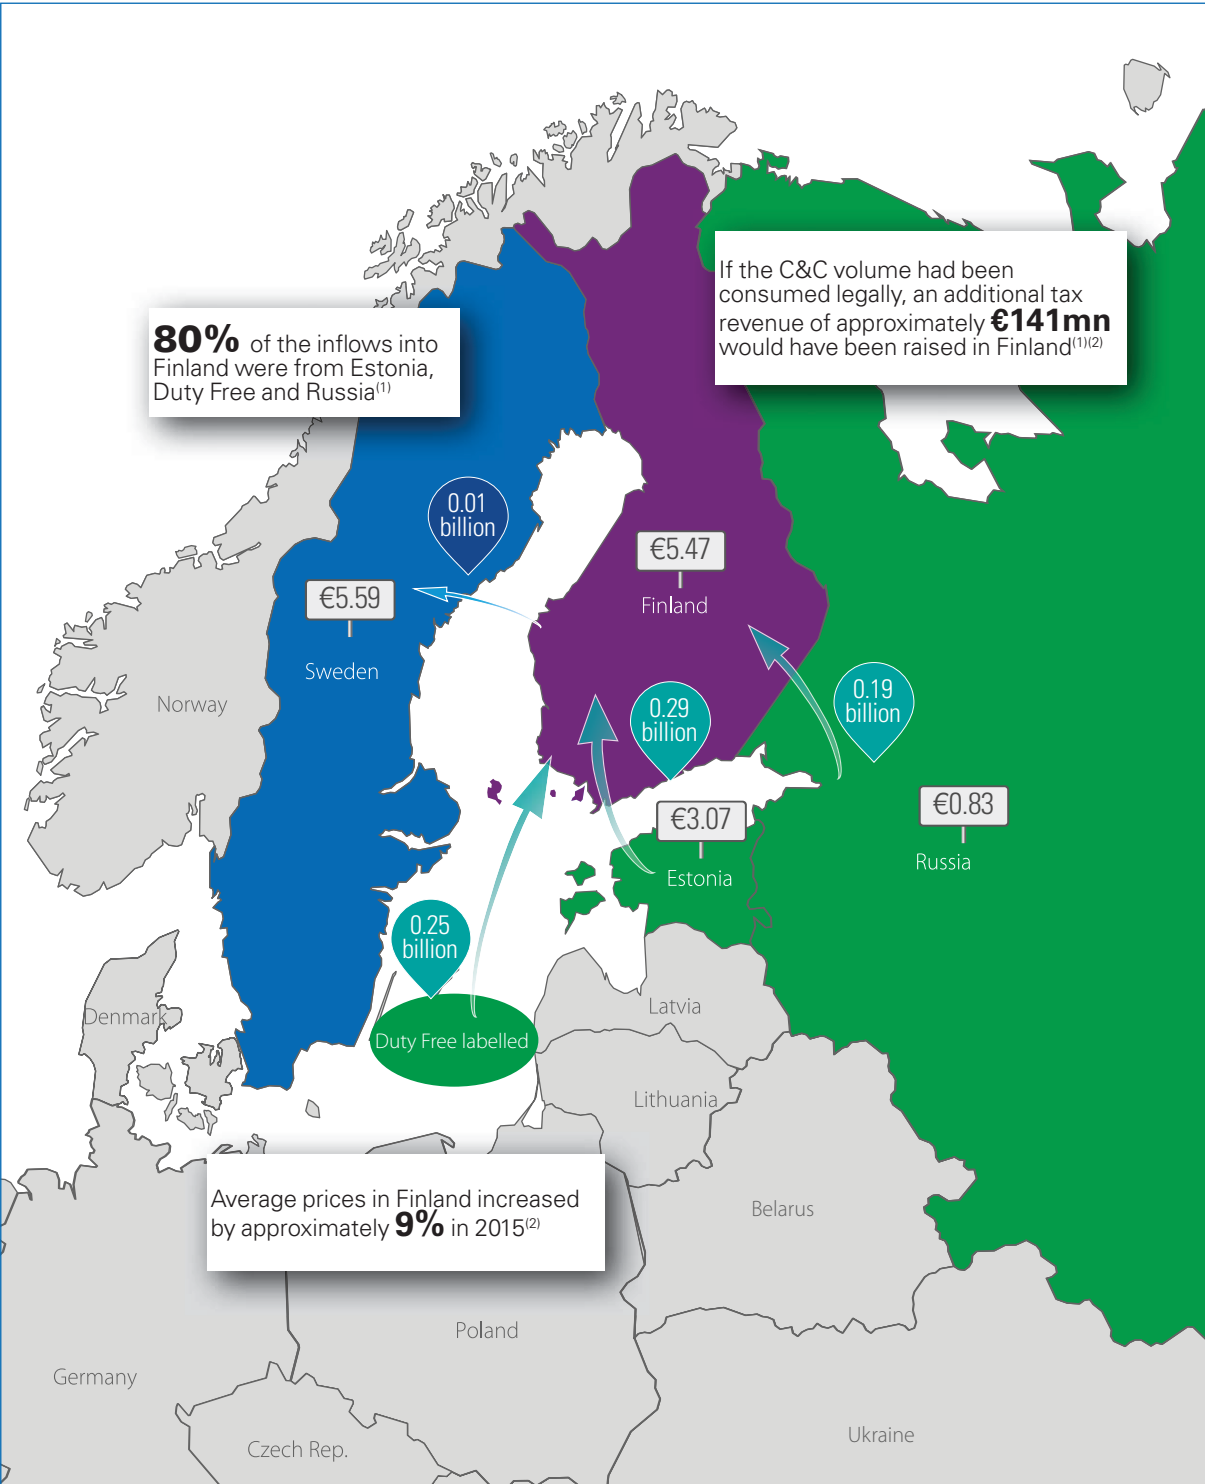 If the C&C volume had been
consumed legally, an additional tax
revenue of approximately €141mn
would have been raised in Finland(1)(2)
80% of the inflows into
Finland were from Estonia,
Duty Free and Russia(1)
0.01
billion
€5.47
Finland
€5.59
Sweden
Norway
0.29
billion
0.19
billion
€3.07
Estonia
€0.83
Russia
0.25
billion
Duty Free labelled
Denmark
Latvia
Lithuania
Average prices in Finland increased
by approximately 9% in 2015(2)
Belarus
Poland
Germany
Czech Rep.
Ukraine